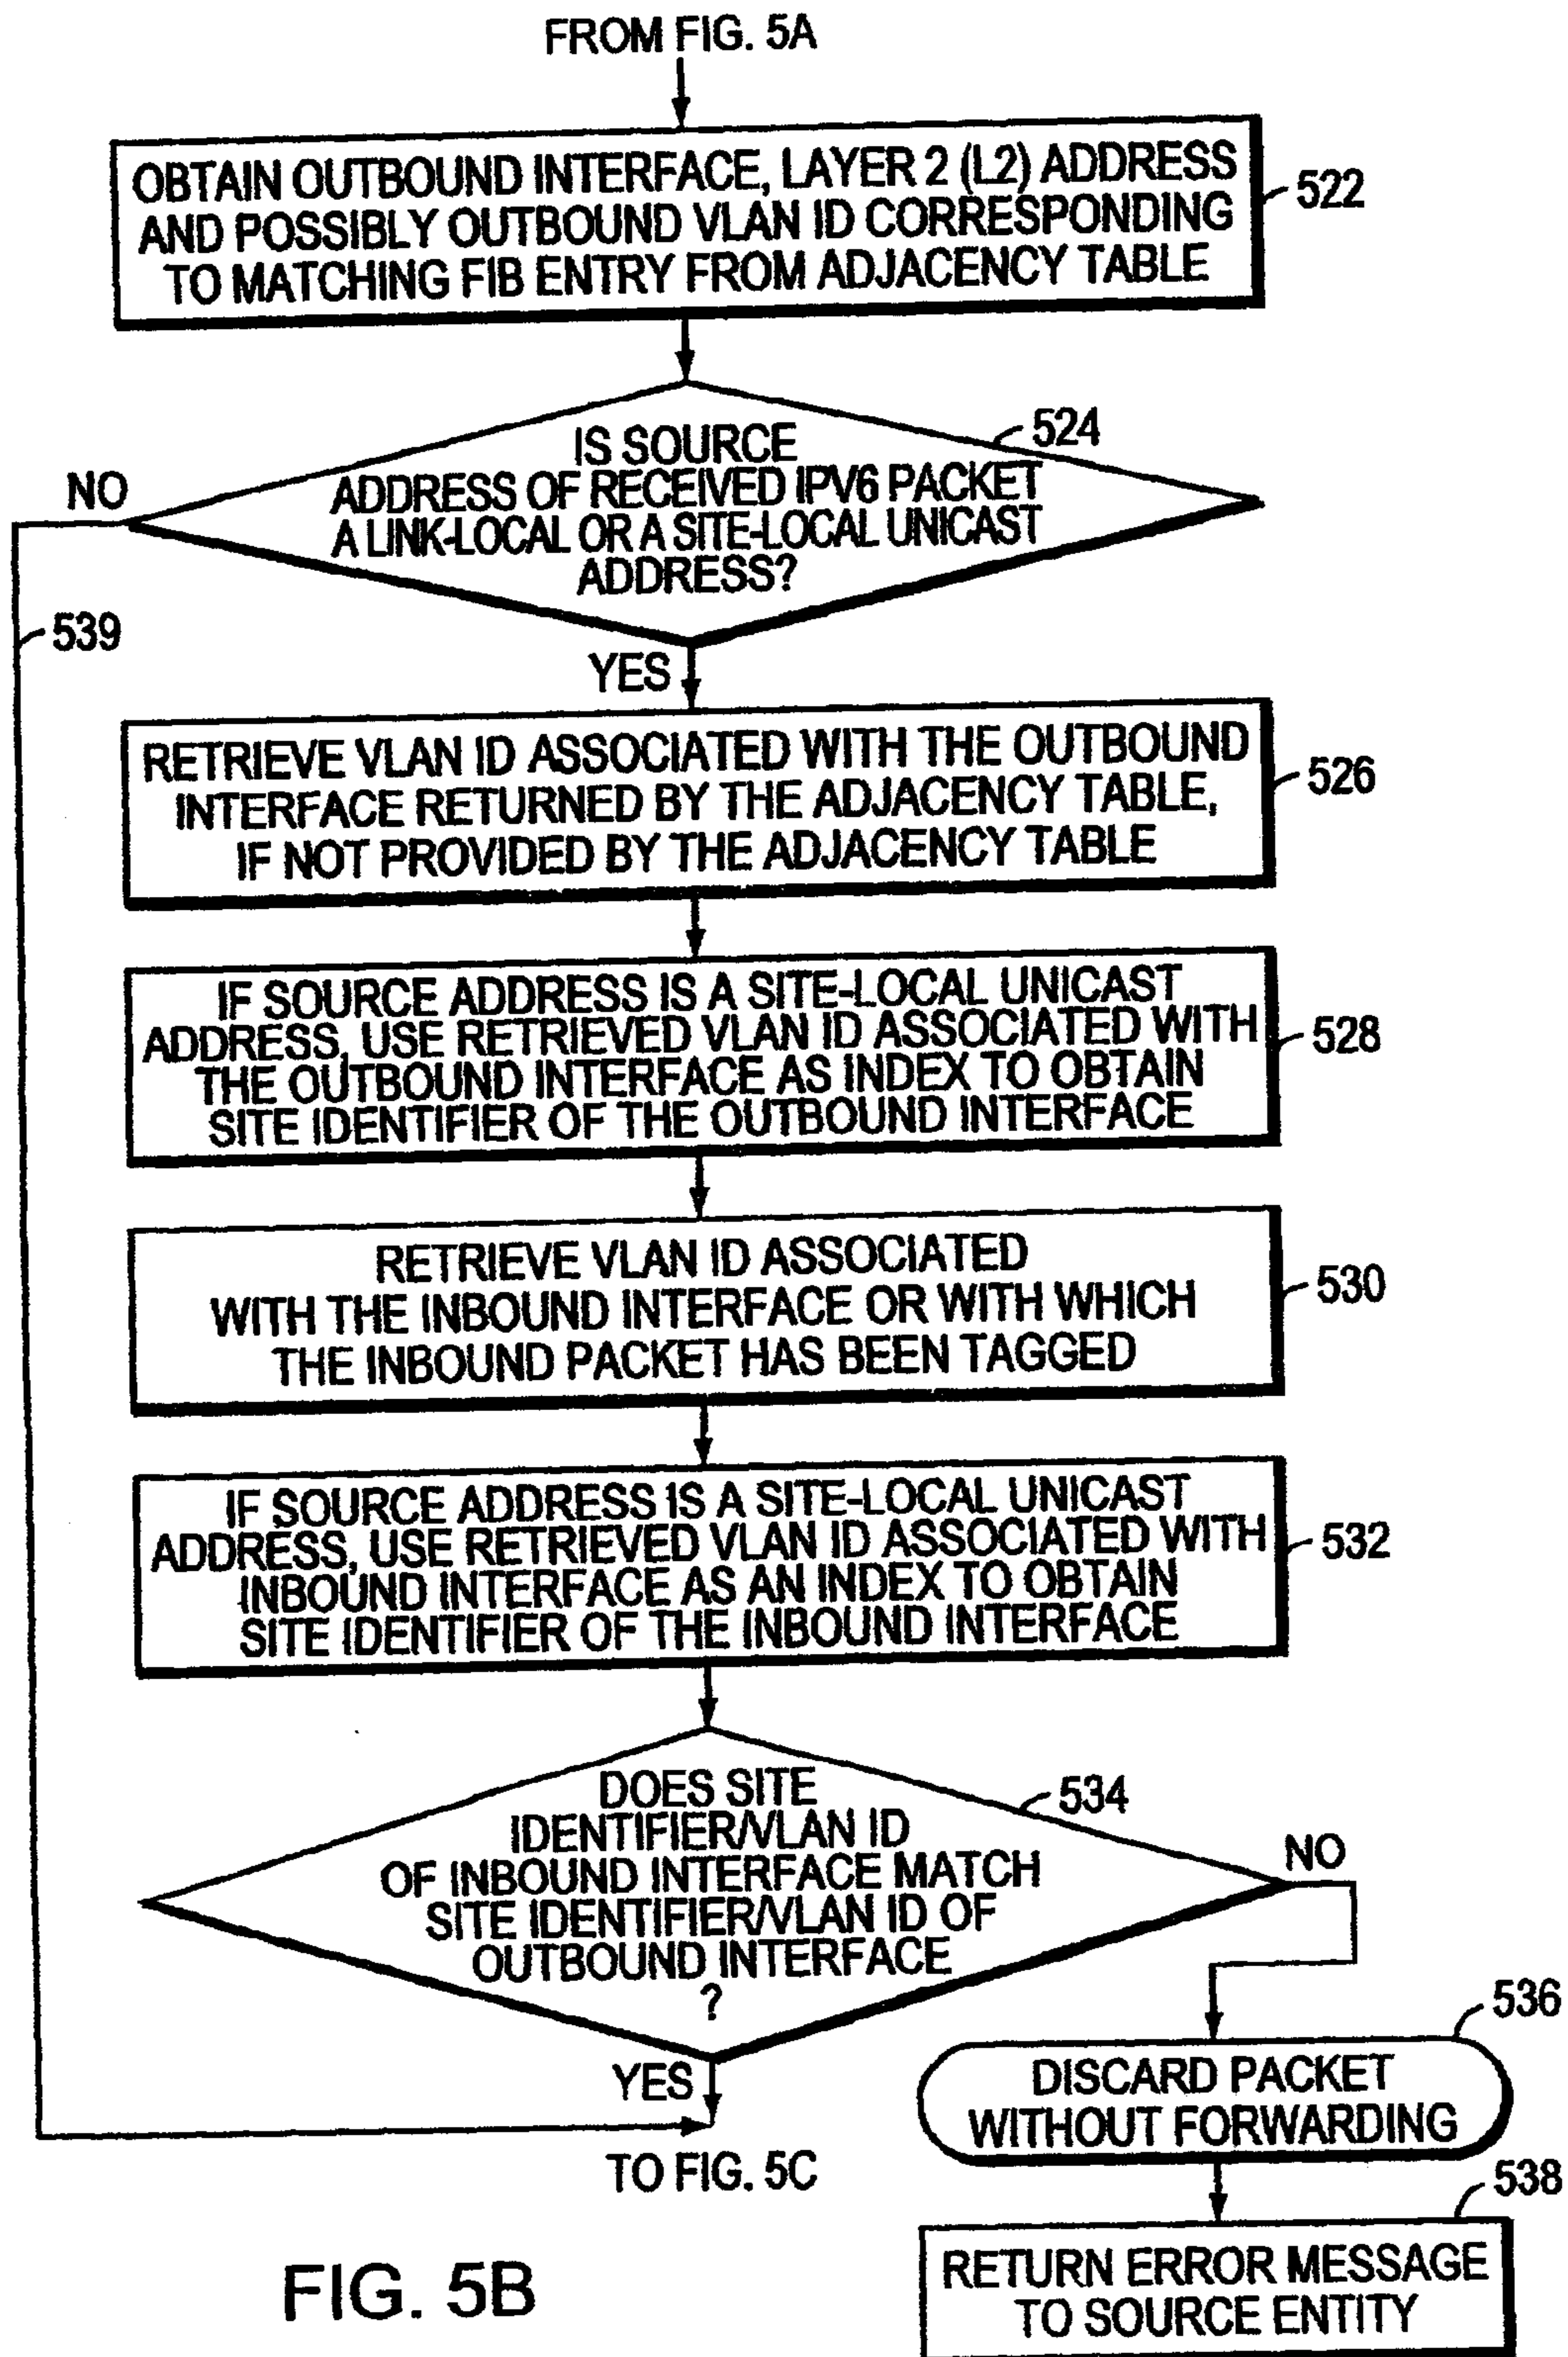 FROM FIG. 5A
OBTAIN OUTBOUND INTERFACE, LAYER 2 (L2) ADDRESS
AND POSSIBLY OUTBOUND VLAN ID CORRESPONDING
TO MATCHING FIB ENTRY FROM ADJACENCY TABLE
522
IS SOURCE
ADDRESS OF RECEIVED IPV6 PACKET
A LINK-LOCAL OR A SITE-LOCAL UNICAST
ADDRESS?
524
NO
539
YES
RETRIEVE VLAN ID ASSOCIATED WITH THE OUTBOUND
INTERFACE RETURNED BY THE ADJACENCY TABLE,
IF NOT PROVIDED BY THE ADJACENCY TABLE
526
IF SOURCE ADDRESS IS A SITE-LOCAL UNICAST
ADDRESS, USE RETRIEVED VLAN ID ASSOCIATED WITH
THE OUTBOUND INTERFACE AS INDEX TO OBTAIN
SITE IDENTIFIER OF THE OUTBOUND INTERFACE
528
RETRIEVE VLAN ID ASSOCIATED
WITH THE INBOUND INTERFACE OR WITH WHICH
THE INBOUND PACKET HAS BEEN TAGGED
530
IF SOURCE ADDRESS IS A SITE-LOCAL UNICAST
ADDRESS, USE RETRIEVED VLAN ID ASSOCIATED WITH
INBOUND INTERFACE AS AN INDEX TO OBTAIN
SITE IDENTIFIER OF THE INBOUND INTERFACE
532
DOES SITE
IDENTIFIER/VLAN ID
OF INBOUND INTERFACE MATCH
SITE IDENTIFIER/VLAN ID OF
OUTBOUND INTERFACE
?
534
NO
YES
TO FIG. 5C
536
DISCARD PACKET
WITHOUT FORWARDING
538
RETURN ERROR MESSAGE
TO SOURCE ENTITY
FIG. 5B